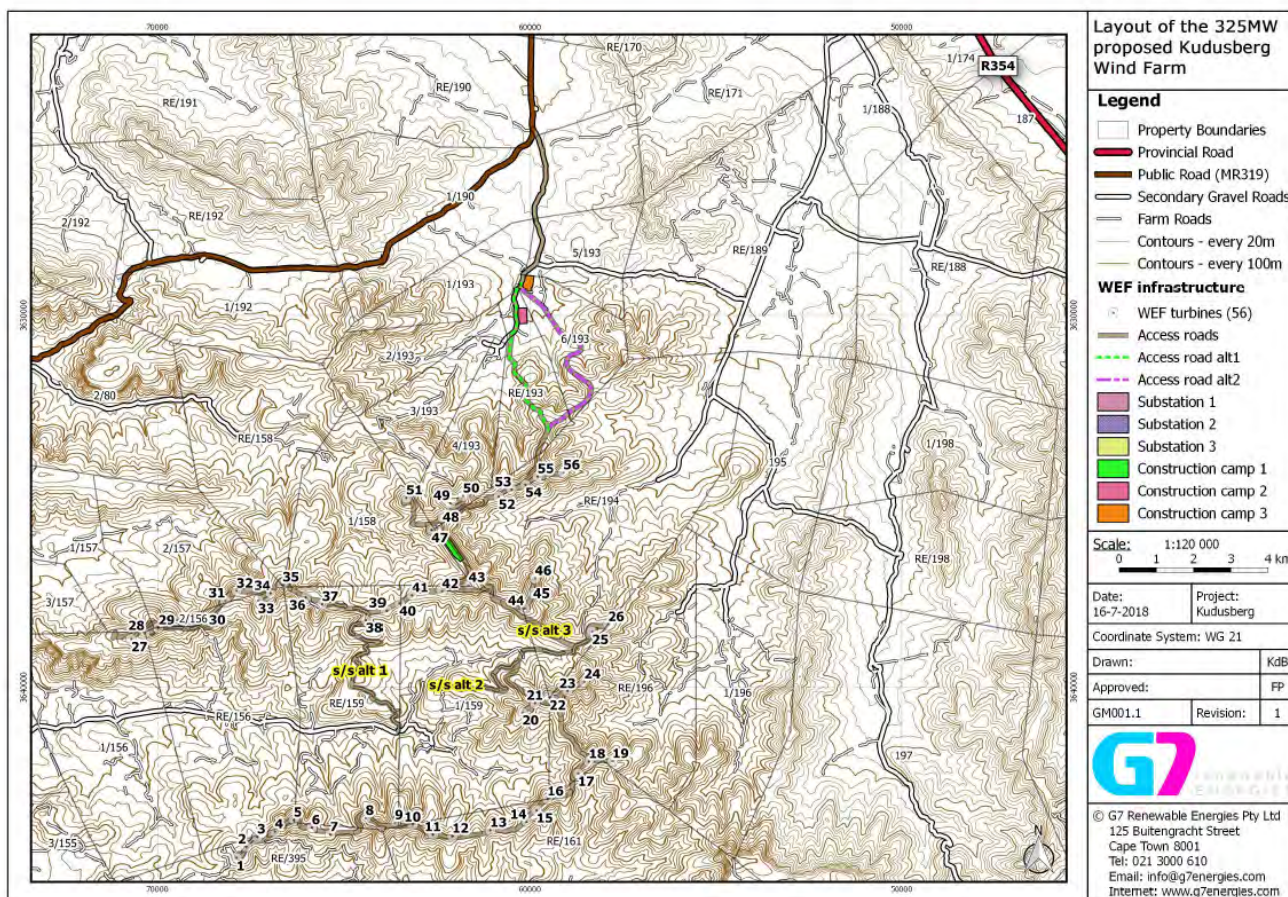 70000
60000
50000
Layout of the 325MW
proposed Kudusberg
Wind Farm
Legend
Property Boundaries
Provincial Road
Public Road (MR319)
Secondary Gravel Roads
Farm Roads
Contours - every 20m
Contours - every 100m
WEF infrastructure
WEF turbines (56)
Access roads
Access road alt1
Access road alt2
Substation 1
Substation 2
Substation 3
Construction camp 1
Construction camp 2
Construction camp 3
Scale: 1:120 000
0 1 2 3 4 km
Date:
16-7-2018
Project:
Kudusberg
Coordinate System: WG 21
Drawn: KdB
Approved: FP
GM001.1
Revision: 1
G7
renewable
ENERGIES
© G7 Renewable Energies Pty Ltd
125 Buitengracht Street
Cape Town 8001
Tel: 021 3000 610
Email: info@g7energies.com
Internet: www.g7energies.com
RE/170
1/174
R354
RE/191
RE/190
RE/171
1/188
187
1/190
2/192
RE/192
5/193
RE/189
RE/188
1/193
1/192
3630000
3630000
6/193
2/193
2/80
RE/193
3/193
RE/158
4/193
1/198
195
56
55
53
54
51
49
50
52
RE/194
48
1/158
47
1/157
2/157
RE/198
35
46
32
34
43
42
41
31
33
36
37
45
3/157
39
44
40
26
29
2/156
30
28
38
s/s alt 3
25
27
s/s alt 1
24
s/s alt 2
23
RE/196
1/196
3640000
3640000
RE/159
1/159
21
22
RE/156
20
1/156
197
18
19
17
16
8
5
9
10
14
15
4
6
7
11
13
3
12
2
RE/161
3/155
1
RE/395
N
70000
60000
50000